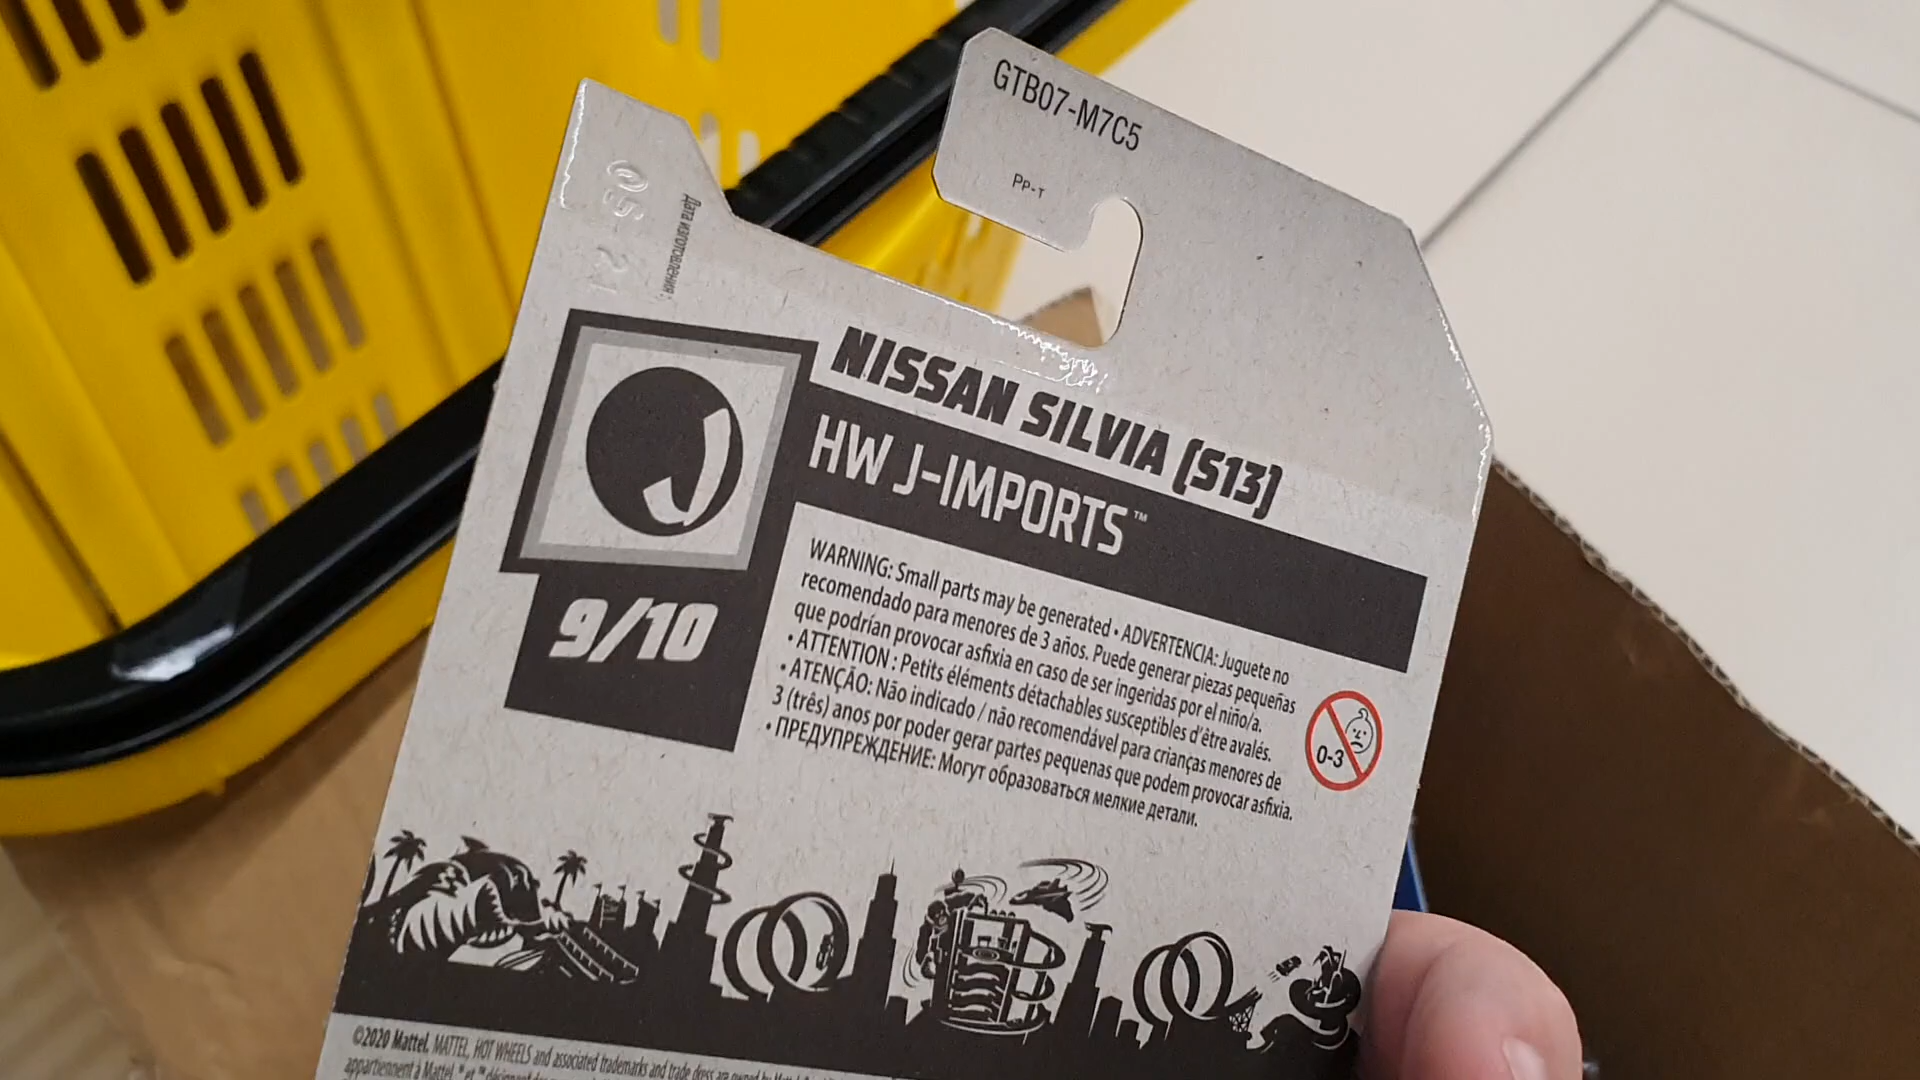 GTB07-M7C5
PP-T
Дата изготовления:
NISSAN SILVIA (S13)
HW J-IMPORTS™
J
9/10
WARNING: Small parts may be generated • ADVERTENCIA: Juguete no
recomendado para menores de 3 años. Puede generar piezas pequeñas
que podrían provocar asfixia en caso de ser ingeridas por el niño/a.
• ATTENTION : Petits éléments détachables susceptibles d'être avalés.
• ATENÇÃO: Não indicado / não recomendável para crianças menores de
3 (três) anos por poder gerar partes pequenas que podem provocar asfixia.
• ПРЕДУПРЕЖДЕНИЕ: Могут образоваться мелкие детали.
0-3
©2020 Mattel. MATTEL, HOT WHEELS and associated trademarks and trade dress are owned by
appartiennent à Mattel. ® et ™